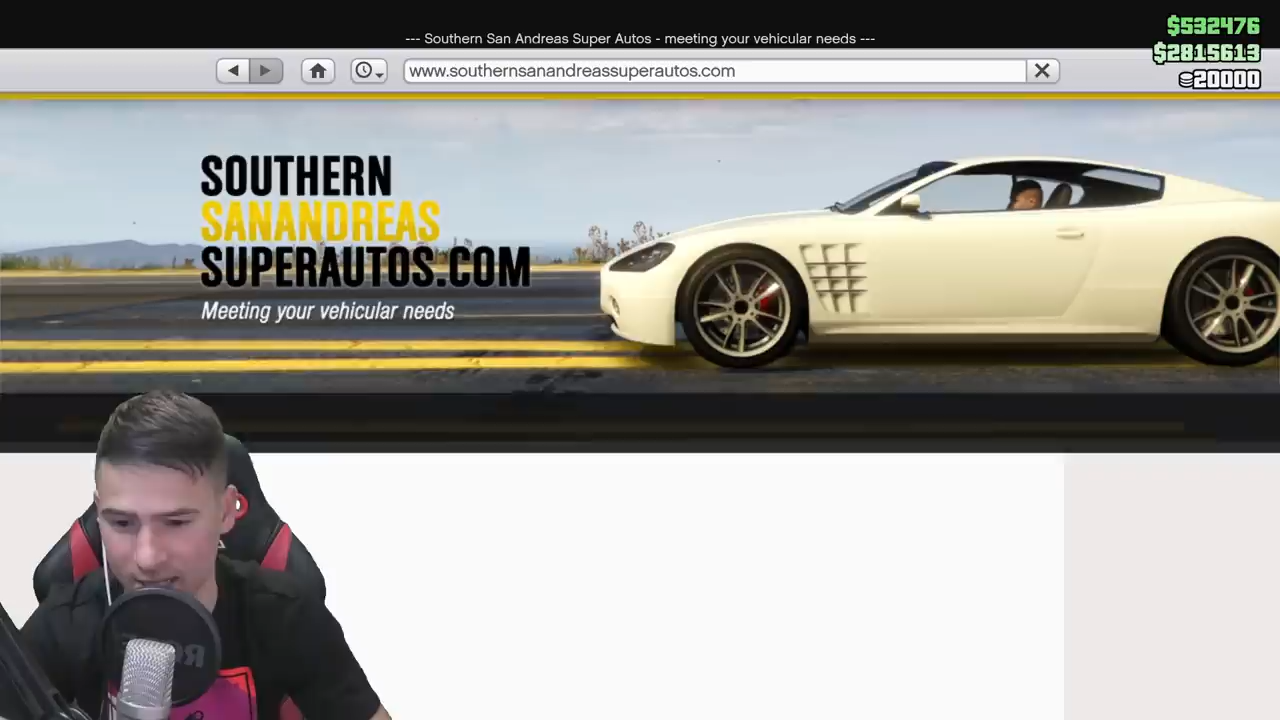 $532476
--- Southern San Andreas Super Autos - meeting your vehicular needs ---
$2815613
www.southernsanandreassuperautos.com
20000
SOUTHERN
SANANDREAS
SUPERAUTOS.COM
Meeting your vehicular needs